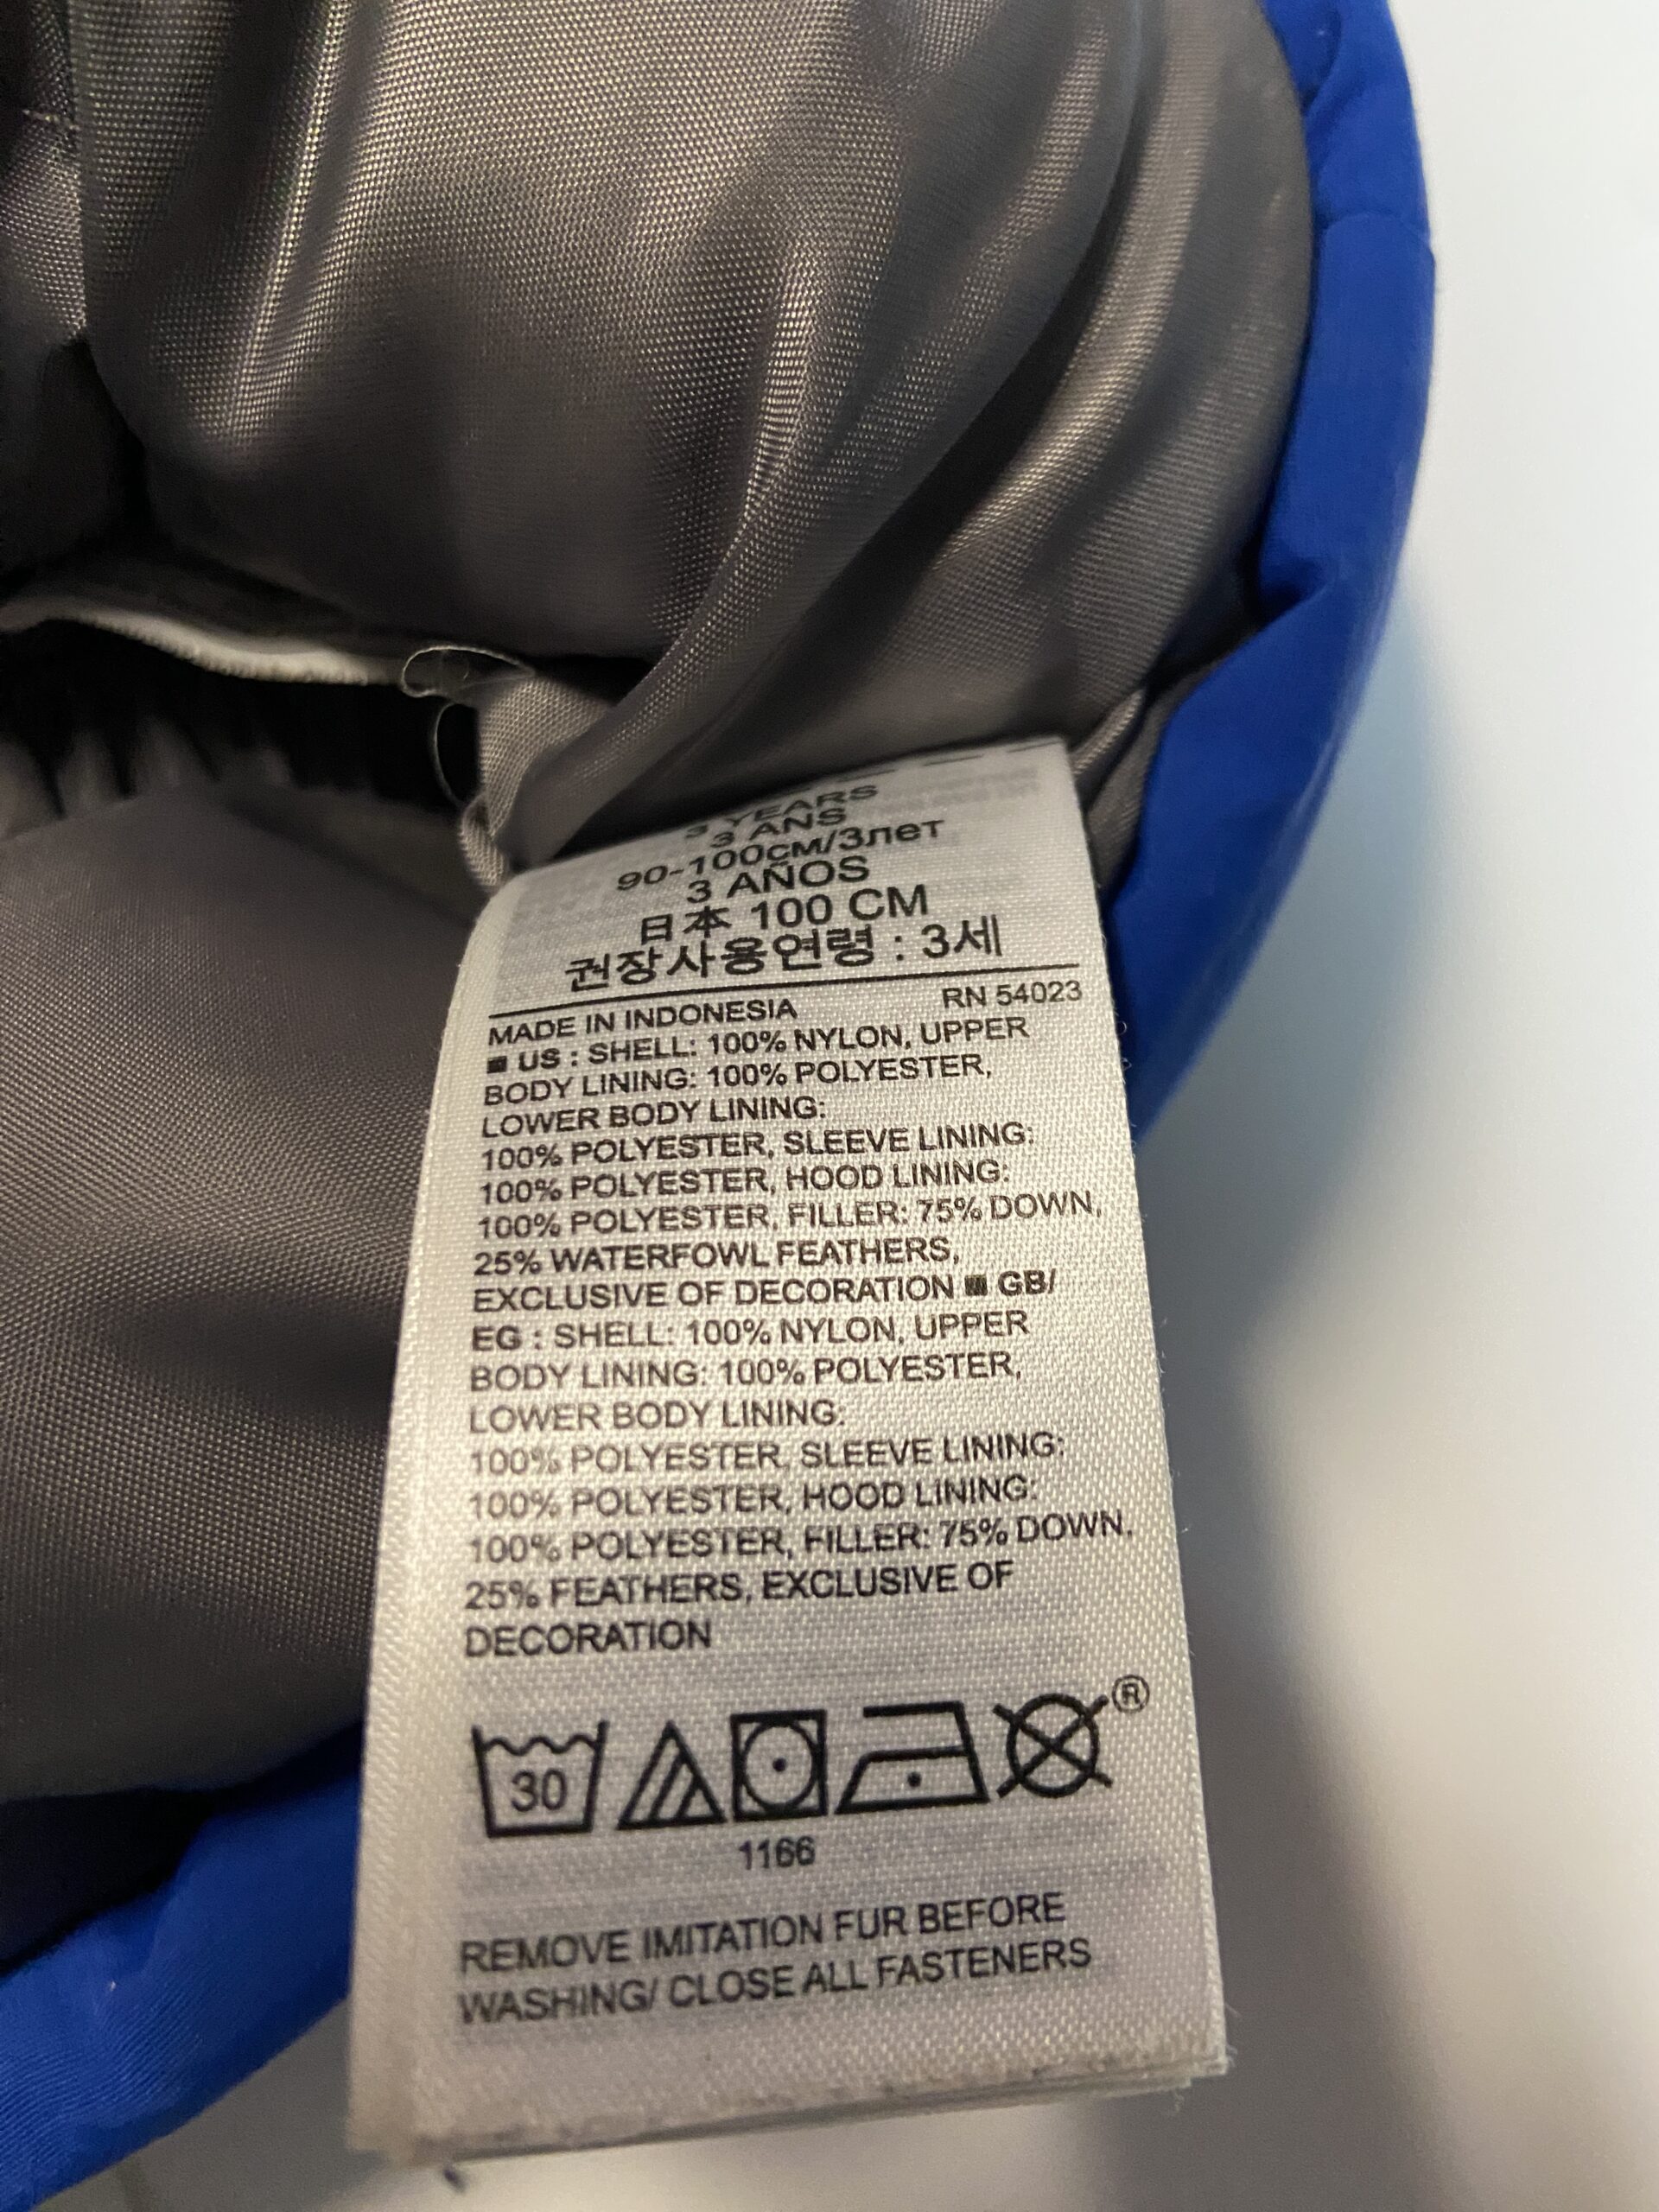 3 YEARS
3 ANS
90-100см/3лет
3 AÑOS
日本 100 CM
권장사용연령 : 3세
MADE IN INDONESIA RN 54023
■ US : SHELL: 100% NYLON, UPPER
BODY LINING: 100% POLYESTER,
LOWER BODY LINING:
100% POLYESTER, SLEEVE LINING:
100% POLYESTER, HOOD LINING:
100% POLYESTER, FILLER: 75% DOWN,
25% WATERFOWL FEATHERS,
EXCLUSIVE OF DECORATION ■ GB/
EG : SHELL: 100% NYLON, UPPER
BODY LINING: 100% POLYESTER,
LOWER BODY LINING:
100% POLYESTER, SLEEVE LINING:
100% POLYESTER, HOOD LINING:
100% POLYESTER, FILLER: 75% DOWN,
25% FEATHERS, EXCLUSIVE OF
DECORATION
30 ®
1166
REMOVE IMITATION FUR BEFORE
WASHING/ CLOSE ALL FASTENERS